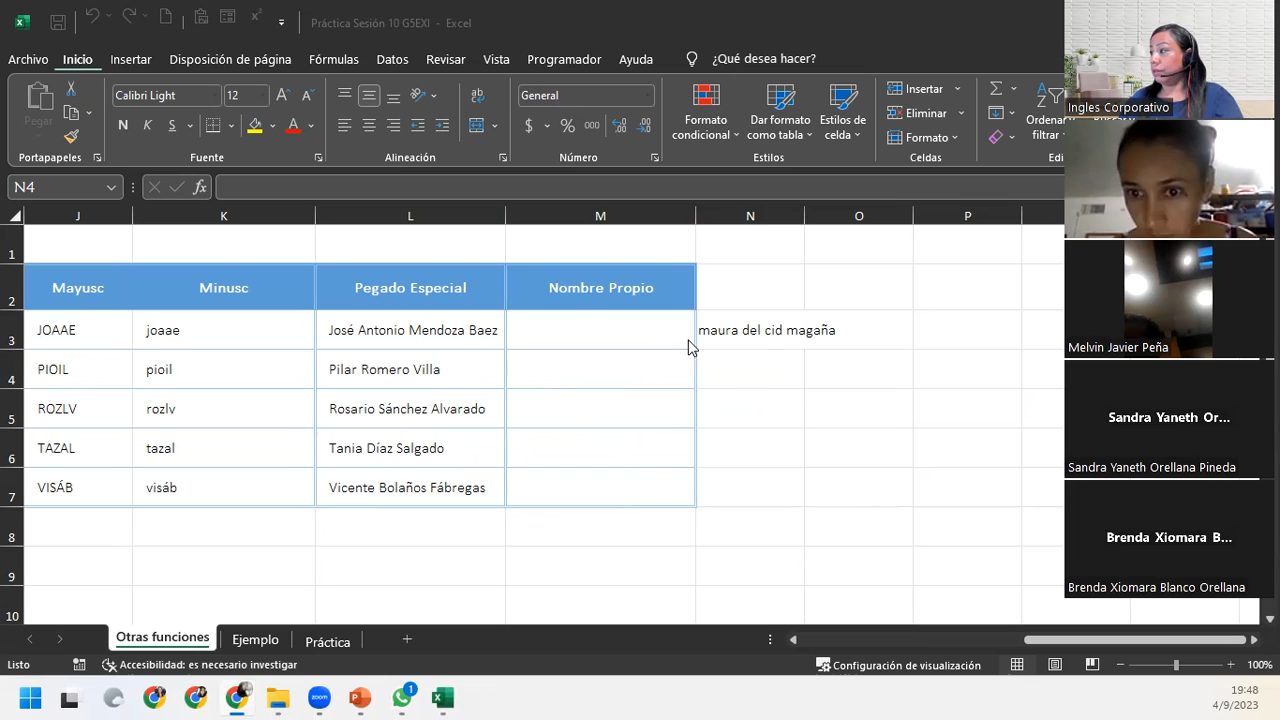 Práctica Sesión 10 OFICIAL - Excel
Archivo Inicio Insertar Disposición de página Fórmulas Programador Ayuda ¿Qué desea hacer?
Calibri Light 12
Pegar
N K S
$ % 000
Formato condicional
Dar formato como tabla
Estilos de celda
Insertar
Eliminar
Formato
Ordenar
filtrar
Portapapeles Fuente Alineación Número Estilos Celdas
N4
J K L M N O P
1
2 Mayusc Minusc Pegado Especial Nombre Propio
3 JOAAE joaae José Antonio Mendoza Baez maura del cid magaña
4 PIOIL pioil Pilar Romero Villa
5 ROZLV rozlv Rosario Sánchez Alvarado
6 TAZAL tazal Tania Díaz Salgado
7 VISÁB visáb Vicente Bolaños Fábregas
8
9
10
Otras funciones Ejemplo Práctica
Listo Accesibilidad: es necesario investigar Configuración de visualización 100%
zoom 1
19:48
4/9/2023
Ingles Corporativo
Melvin Javier Peña
Sandra Yaneth Or...
Sandra Yaneth Orellana Pineda
Brenda Xiomara B...
Brenda Xiomara Blanco Orellana